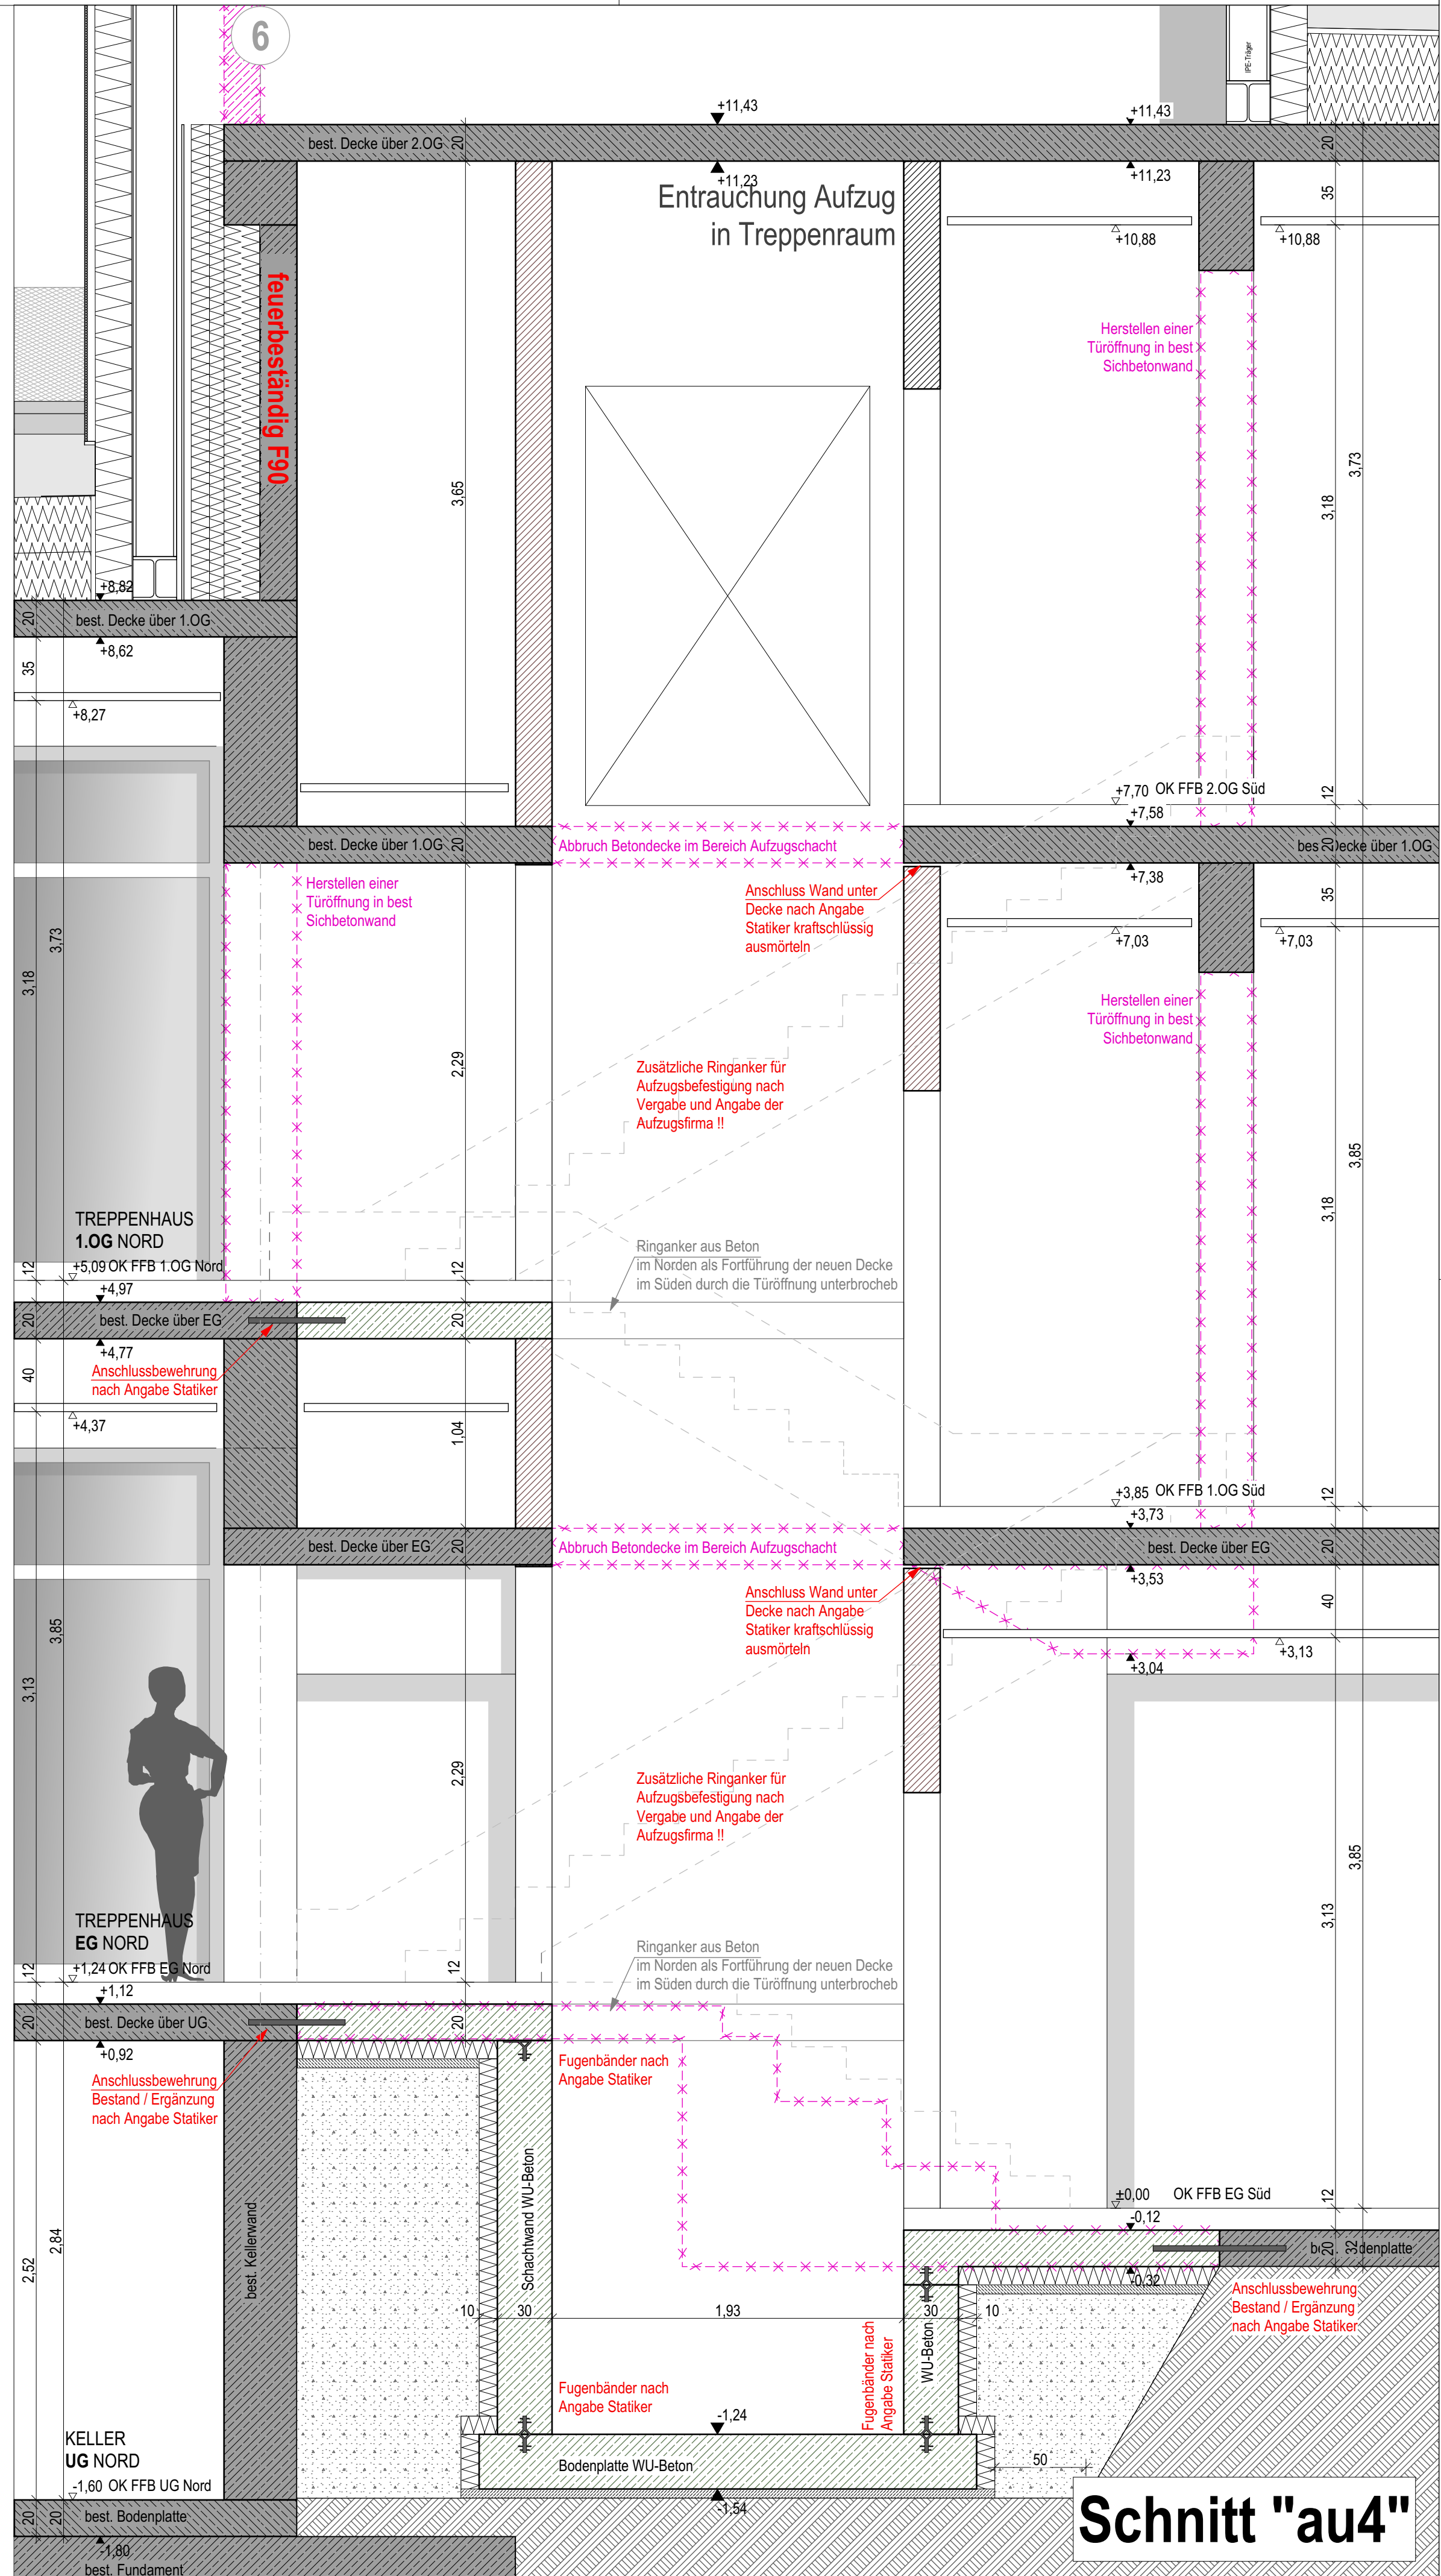 6
IPE-Träger
+11,43
+11,43
best. Decke über 2.OG
20
20
+11,23
+11,23
Entrauchung Aufzug
in Treppenraum
35
+10,88
+10,88
feuerbeständig F90
Herstellen einer
Türöffnung in best
Sichbetonwand
3,65
3,73
3,18
+8,82
20
best. Decke über 1.OG
+8,62
35
+8,27
+7,70 OK FFB 2.OG Süd
12
+7,58
best. Decke über 1.OG
20
Abbruch Betondecke im Bereich Aufzugschacht
20
best. Decke über 1.OG
+7,38
Herstellen einer
Türöffnung in best
Sichbetonwand
Anschluss Wand unter
Decke nach Angabe
Statiker kraftschlüssig
ausmörteln
35
+7,03
+7,03
3,73
3,18
Herstellen einer
Türöffnung in best
Sichbetonwand
2,29
Zusätzliche Ringanker für
Aufzugsbefestigung nach
Vergabe und Angabe der
Aufzugsfirma !!
3,85
3,18
TREPPENHAUS
1.OG NORD
+5,09 OK FFB 1.OG Nord
12
12
Ringanker aus Beton
im Norden als Fortführung der neuen Decke
im Süden durch die Türöffnung unterbrocheb
+4,97
20
best. Decke über EG
20
+4,77
40
Anschlussbewehrung
nach Angabe Statiker
+4,37
1,04
+3,85 OK FFB 1.OG Süd
12
+3,73
best. Decke über EG
20
Abbruch Betondecke im Bereich Aufzugschacht
best. Decke über EG
20
+3,53
Anschluss Wand unter
Decke nach Angabe
Statiker kraftschlüssig
ausmörteln
40
+3,13
+3,04
3,85
3,13
2,29
Zusätzliche Ringanker für
Aufzugsbefestigung nach
Vergabe und Angabe der
Aufzugsfirma !!
3,85
3,13
TREPPENHAUS
EG NORD
+1,24 OK FFB EG Nord
12
12
Ringanker aus Beton
im Norden als Fortführung der neuen Decke
im Süden durch die Türöffnung unterbrocheb
+1,12
20
best. Decke über UG
20
+0,92
Anschlussbewehrung
Bestand / Ergänzung
nach Angabe Statiker
Fugenbänder nach
Angabe Statiker
best. Kellerwand
Schachtwand WU-Beton
2,52
2,84
±0,00 OK FFB EG Süd
12
-0,12
20
32
-0,32
Anschlussbewehrung
Bestand / Ergänzung
nach Angabe Statiker
10
30
1,93
30
10
WU-Beton
Fugenbänder nach
Angabe Statiker
Fugenbänder nach
Angabe Statiker
-1,24
KELLER
UG NORD
-1,60 OK FFB UG Nord
Bodenplatte WU-Beton
50
-1,54
20
20
best. Bodenplatte
-1,80
best. Fundament
Schnitt "au4"